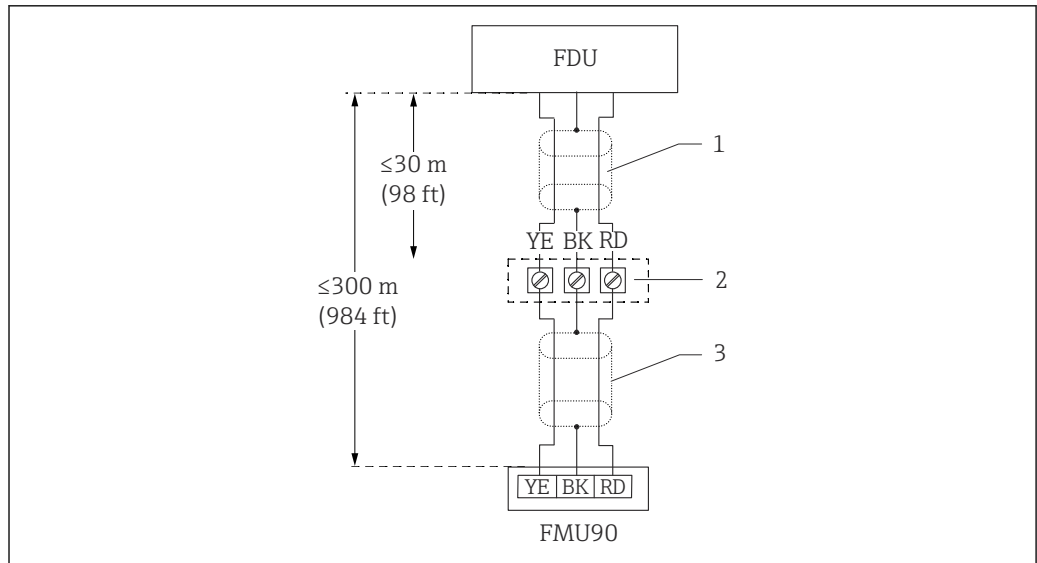 FDU
1
≤30 m
(98 ft)
YE BK RD
2
≤300 m
(984 ft)
3
YE BK RD
FMU90